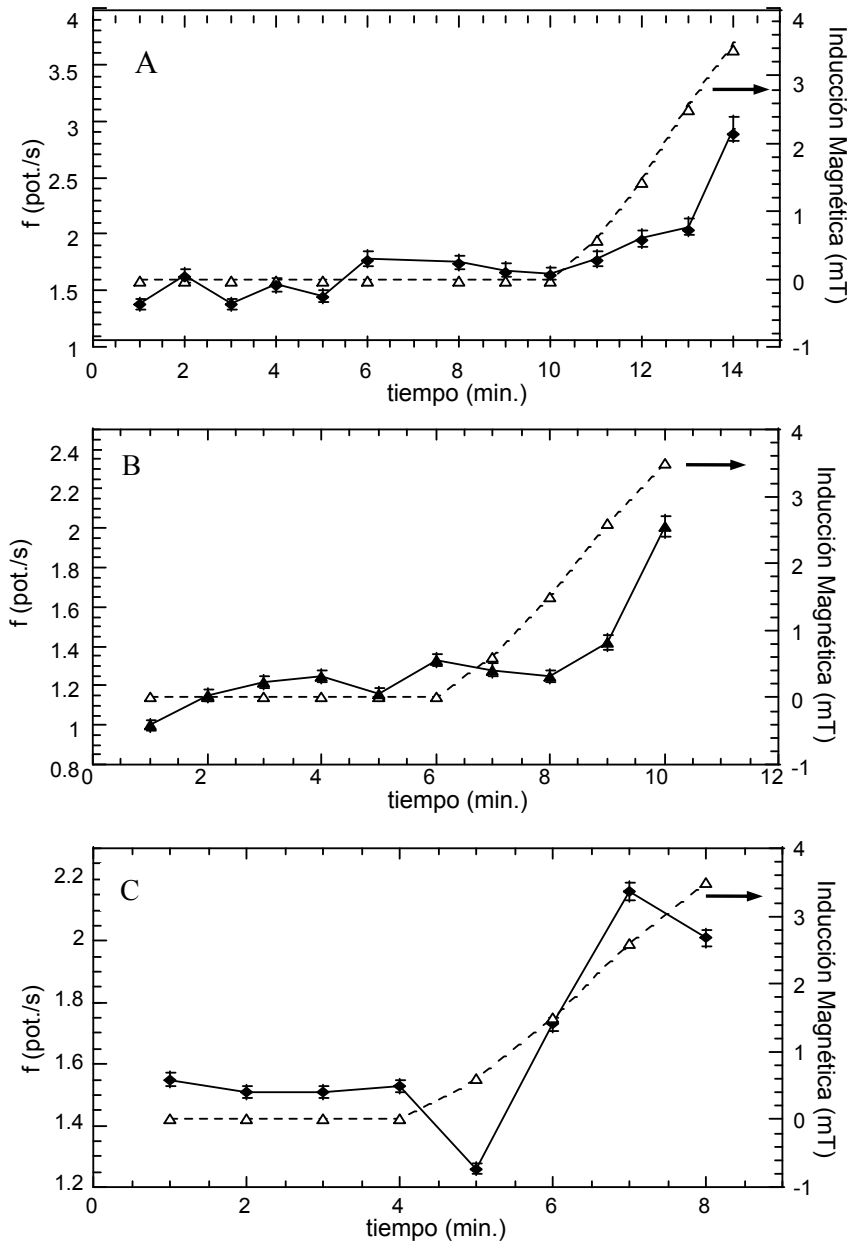 A
4
3.5
3
2.5
2
1.5
1
f (pot./s)
4
3
2
1
0
-1
Inducción Magnética (mT)
0 2 4 6 8 10 12 14
tiempo (min.)
B
2.4
2.2
2
1.8
1.6
1.4
1.2
1
0.8
f (pot./s)
4
3
2
1
0
-1
Inducción Magnética (mT)
0 2 4 6 8 10 12
tiempo (min.)
C
2.2
2
1.8
1.6
1.4
1.2
f (pot./s)
4
3
2
1
0
-1
Inducción Magnética (mT)
0 2 4 6 8
tiempo (min.)